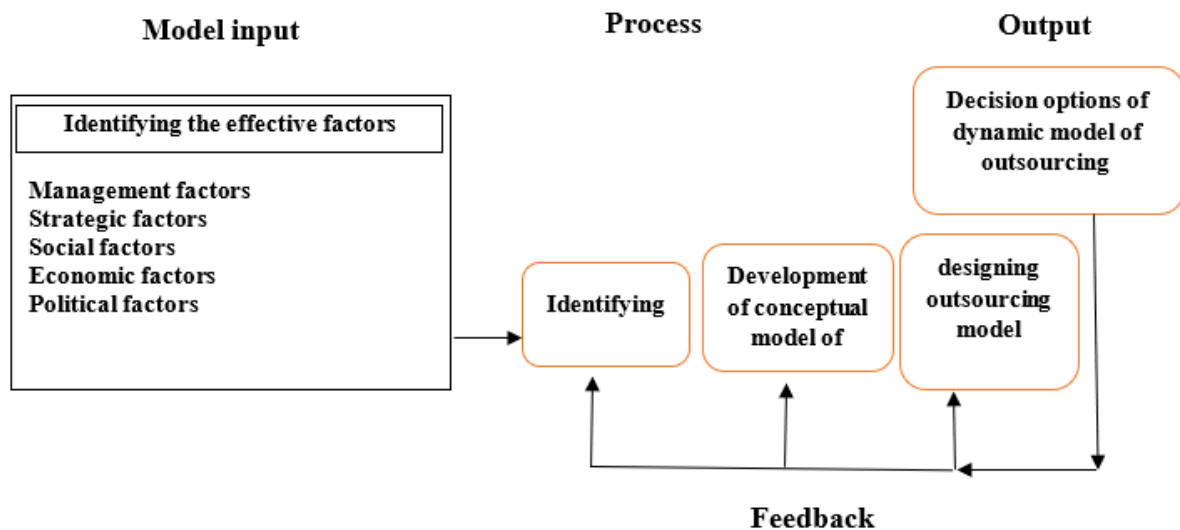 Model input
Process
Output
Identifying the effective factors
Management factors
Strategic factors
Social factors
Economic factors
Political factors
Identifying
Development
of conceptual
model of
Decision options of
dynamic model of
outsourcing
designing
outsourcing
model
Feedback